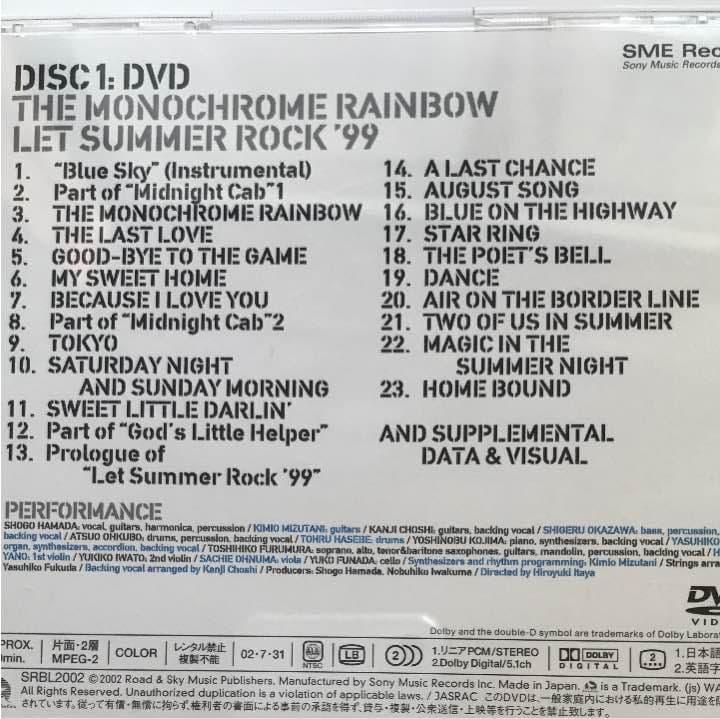 SME Rec
Sony Music Records
DISC 1: DVD
THE MONOCHROME RAINBOW
LET SUMMER ROCK '99
1. "Blue Sky" (Instrumental)
2. Part of "Midnight Cab"1
3. THE MONOCHROME RAINBOW
4. THE LAST LOVE
5. GOOD-BYE TO THE GAME
6. MY SWEET HOME
7. BECAUSE I LOVE YOU
8. Part of "Midnight Cab"2
9. TOKYO
10. SATURDAY NIGHT
AND SUNDAY MORNING
11. SWEET LITTLE DARLIN'
12. Part of "God's Little Helper"
13. Prologue of
"Let Summer Rock '99"
14. A LAST CHANCE
15. AUGUST SONG
16. BLUE ON THE HIGHWAY
17. STAR RING
18. THE POET'S BELL
19. DANCE
20. AIR ON THE BORDER LINE
21. TWO OF US IN SUMMER
22. MAGIC IN THE
SUMMER NIGHT
23. HOME BOUND
AND SUPPLEMENTAL
DATA & VISUAL
PERFORMANCE
SHOGO HAMADA: vocal, guitars, harmonica, percussion / KIMIO MIZUTANI: guitars / KANJI CHOSHI: guitars, backing vocal / SHIGERU OKAZAWA: bass, percussion,
backing vocal / ATSUO OHKUBO: drums, percussion, backing vocal / TOHRU HASEBE: drums / YOSHINOBU KOJIMA: piano, synthesizers, backing vocal / YASUHIKO
organ, synthesizers, accordion, backing vocal / TOSHIHIKO FURUMURA: soprano, alto, tenor&baritone saxophones, guitars, mandolin, percussion, backing vocal / H
YANO: 1st violin / YUKIKO IWATO, 2nd violin / SACHIE OHNUMA: viola / YUKO FUNADA: cello / Synthesizers and rhythm programming: Kimio Mizutani / Strings arra
Yasuhiko Fukuda / Backing vocal arranged by Kanji Choshi / Producers: Shogo Hamada, Nobuhiko Iwakuma / Directed by Hiroyuki Itaya
DV
VID
Dolby and the double-D symbol are trademarks of Dolby Laborat
PROX.
min.
片面・2層
MPEG-2
COLOR
レンタル禁止
複製不能
02・7・31
ALL
NTSC
LB
2
1.リニアPCM/STEREO
2.Dolby Digital/5.1ch
DOLBY
DIGITAL
2
1.日本語
2.英語字
SRBL2002 ©2002 Road & Sky Music Publishers. Manufactured by Sony Music Records Inc. Made in Japan. is a Trademark. (js) WA
All Rights Reserved. Unauthorized duplication is a violation of applicable laws. / JASRAC このDVDは、一般家庭内における私的再生に用途を限
されています。従って有償・無償に拘らず、権利者の書面による事前の承諾を得ず、貸与・複製・公衆送信・上映等を行うことを禁止致します。